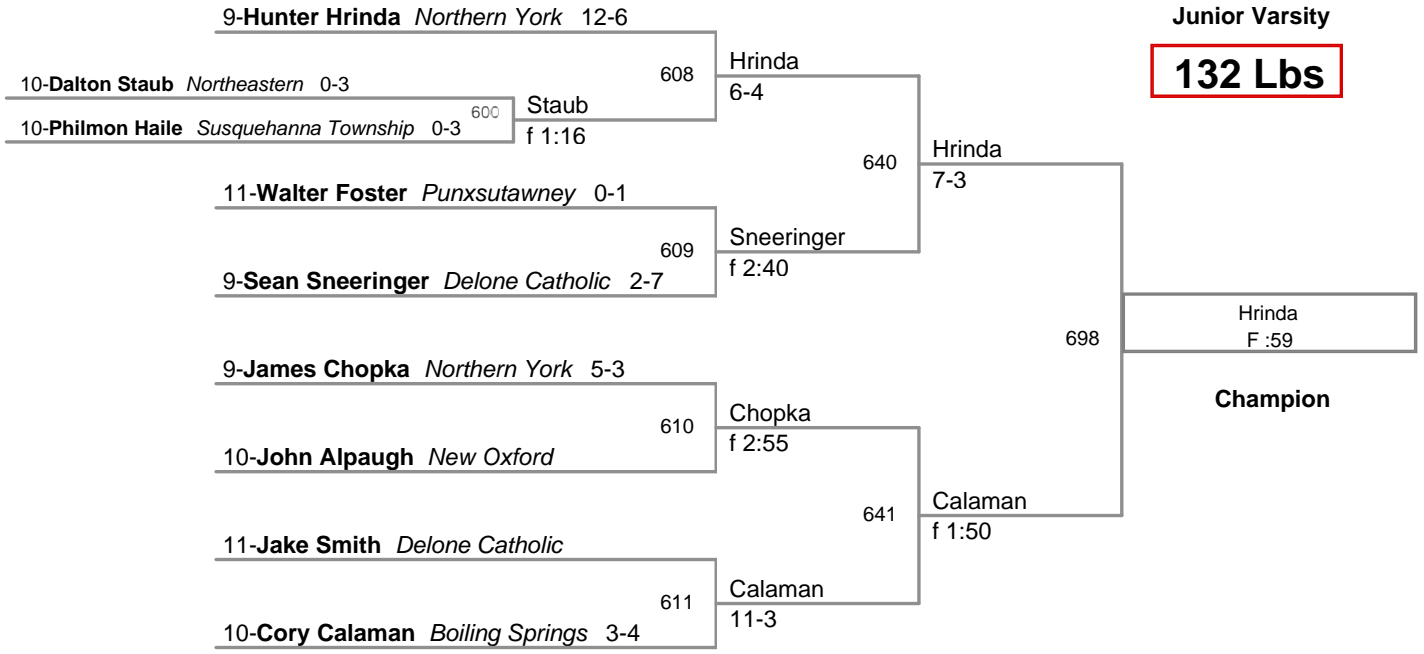 9-Hunter Hrinda Northern York 12-6
Junior Varsity
132 Lbs
608
Hrinda
6-4
10-Dalton Staub Northeastern 0-3
600
Staub
f 1:16
10-Philmon Haile Susquehanna Township 0-3
640
Hrinda
7-3
11-Walter Foster Punxsutawney 0-1
609
Sneeringer
f 2:40
9-Sean Sneeringer Delone Catholic 2-7
698
Hrinda
F :59
Champion
9-James Chopka Northern York 5-3
610
Chopka
f 2:55
10-John Alpaugh New Oxford
641
Calaman
f 1:50
11-Jake Smith Delone Catholic
611
Calaman
11-3
10-Cory Calaman Boiling Springs 3-4